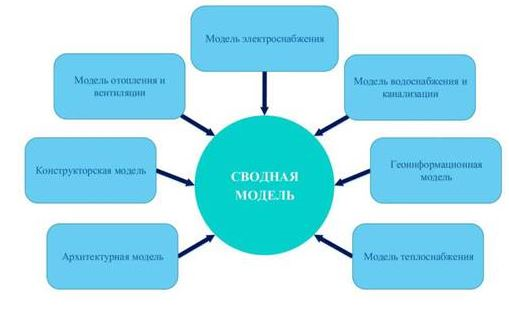 Модель электроснабжения
Модель отопления и
вентиляции
Модель водоснабжения и
канализации
Конструкторская модель
СВОДНАЯ
МОДЕЛЬ
Геоинформационная
модель
Архитектурная модель
Модель теплоснабжения